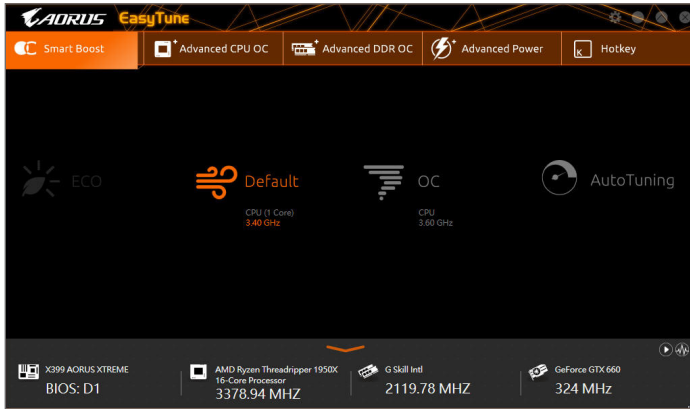 AORUS EasyTune
Smart Boost
Advanced CPU OC
Advanced DDR OC
Advanced Power
K Hotkey
ECO
Default
OC
AutoTuning
CPU (1 Core)
3.40 GHz
CPU
3.60 GHz
X399 AORUS XTREME
BIOS: D1
AMD Ryzen Threadripper 1950X
16-Core Processor
3378.94 MHZ
G Skill Intl
2119.78 MHZ
GeForce GTX 660
324 MHz